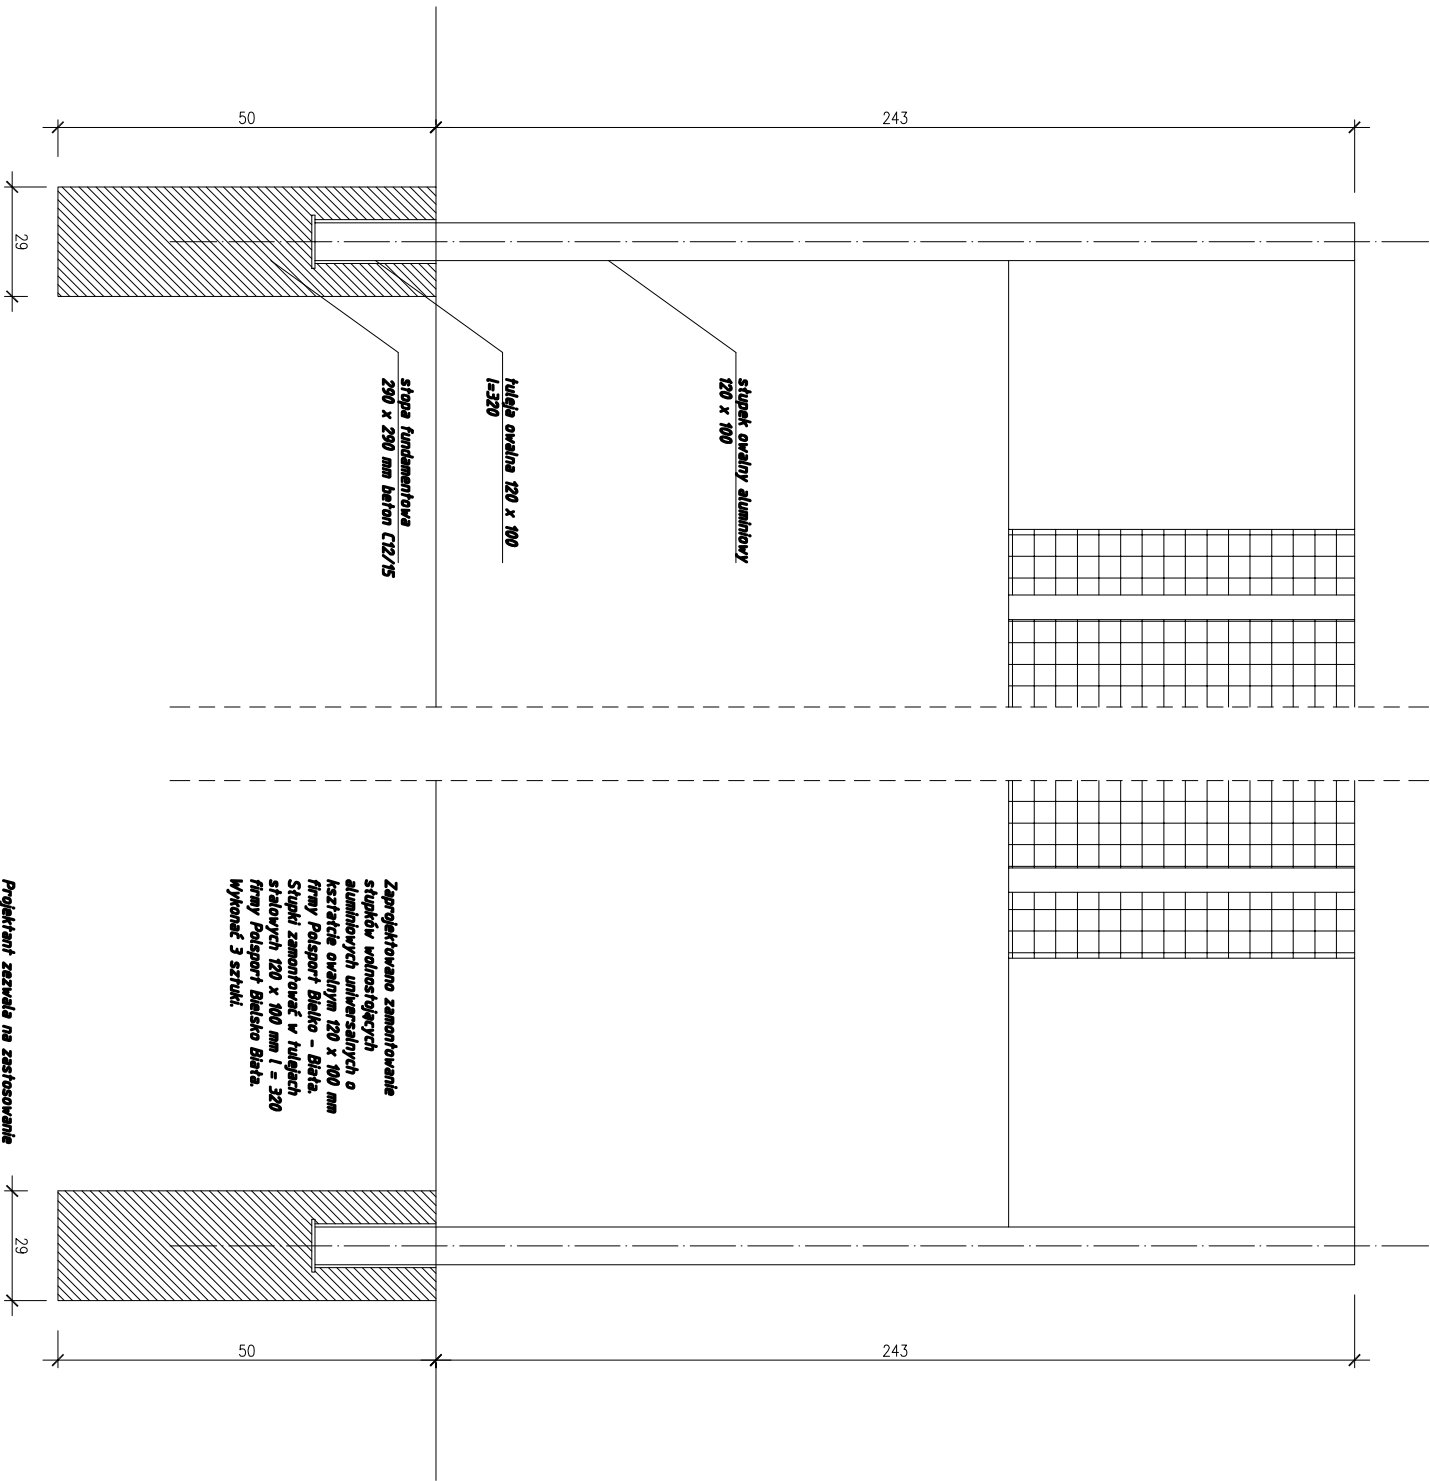 50
243
29
słupek owalny aluminiowy
120 x 100
tuleja owalna 120 x 100
l=320
stopa fundamentowa
290 x 290 mm beton C12/15
Zaprojektowano zamontowanie
słupków wolnostojących
aluminiowych uniwersalnych o
kształcie owalnym 120 x 100 mm
firmy Polsport Bielko - Biała.
Słupki zamontować w tulejach
stalowych 120 x 100 mm l = 320
firmy Polsport Bielsko Biała.
Wykonać 3 sztuki.
Projektant zezwala na zastosowanie
29
50
243